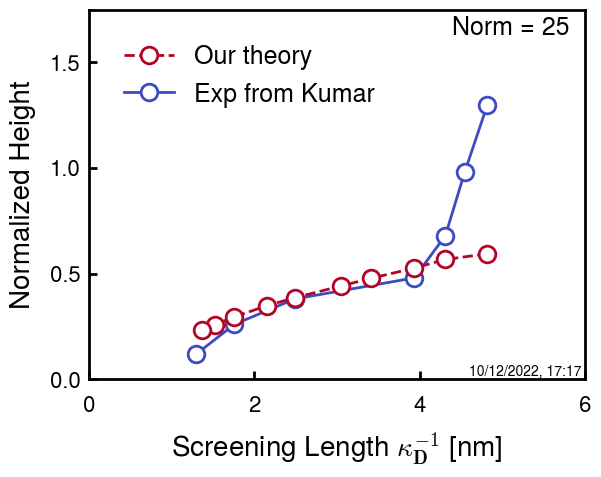 Norm = 25
Our theory
Exp from Kumar
Normalized Height
1.5
1.0
0.5
0.0
10/12/2022, 17:17
0 2 4 6
Screening Length κ_D^{-1} [nm]